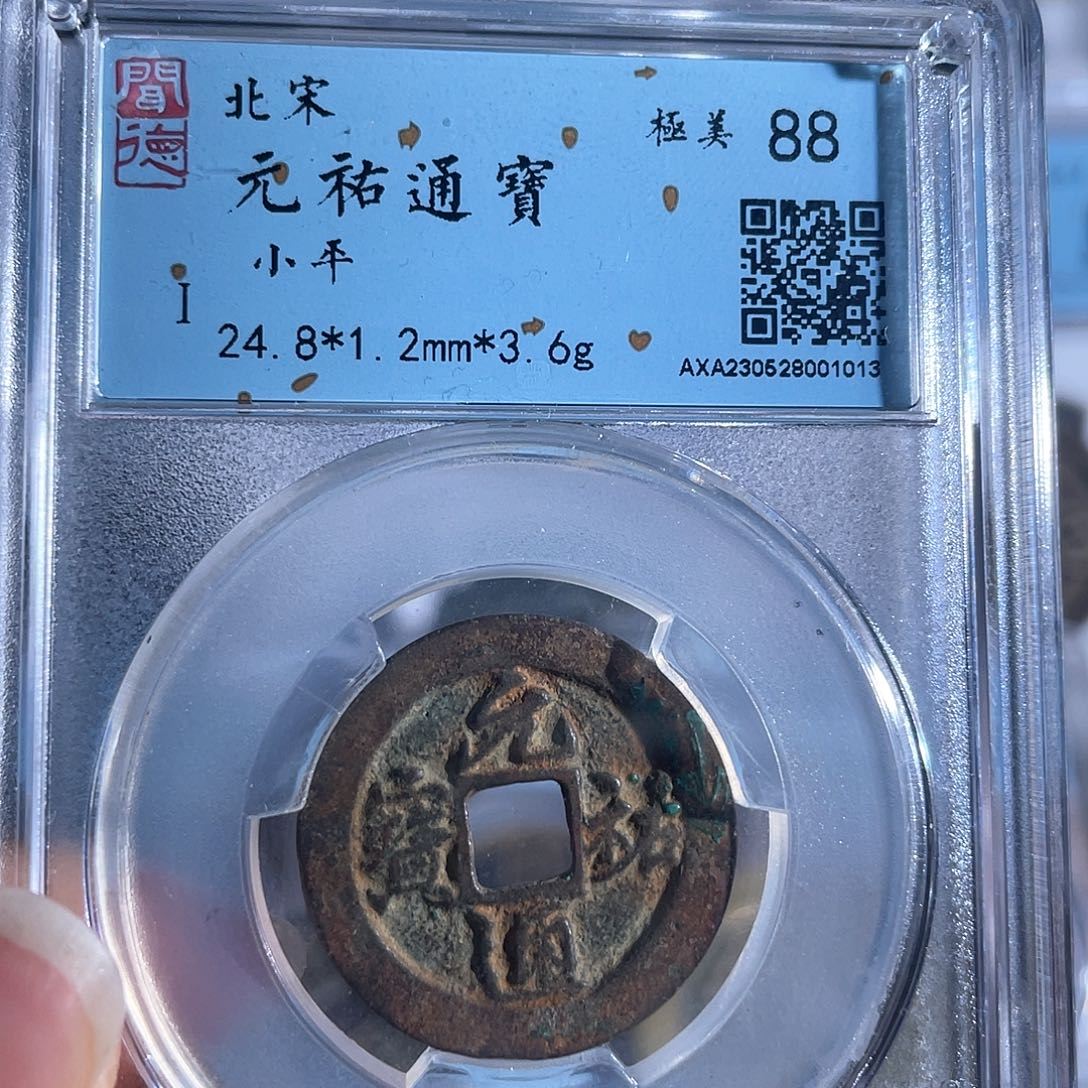 聞德
北宋
極美 88
元祐通寶
小平
I
24.8*1.2mm*3.6g
AXA230528001013
元祐通寶